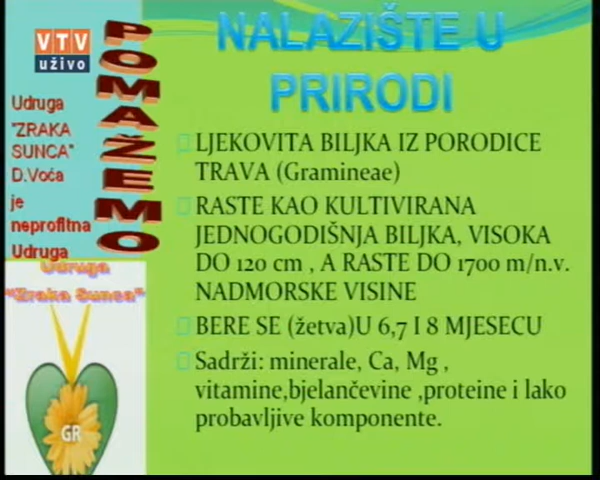 VTV
uživo
POMAŽEMO
Udruga
"ZRAKA
SUNCA"
D.Voća
je
neprofitna
Udruga
Udruga
"Zraka Sunca"
GR
NALAZIŠTE U
PRIRODI
LJEKOVITA BILJKA IZ PORODICE
TRAVA (Gramineae)
RASTE KAO KULTIVIRANA
JEDNOGODIŠNJA BILJKA, VISOKA
DO 120 cm , A RASTE DO 1700 m/n.v.
NADMORSKE VISINE
BERE SE (žetva)U 6,7 I 8 MJESECU
Sadrži: minerale, Ca, Mg ,
vitamine,bjelančevine ,proteine i lako
probavljive komponente.